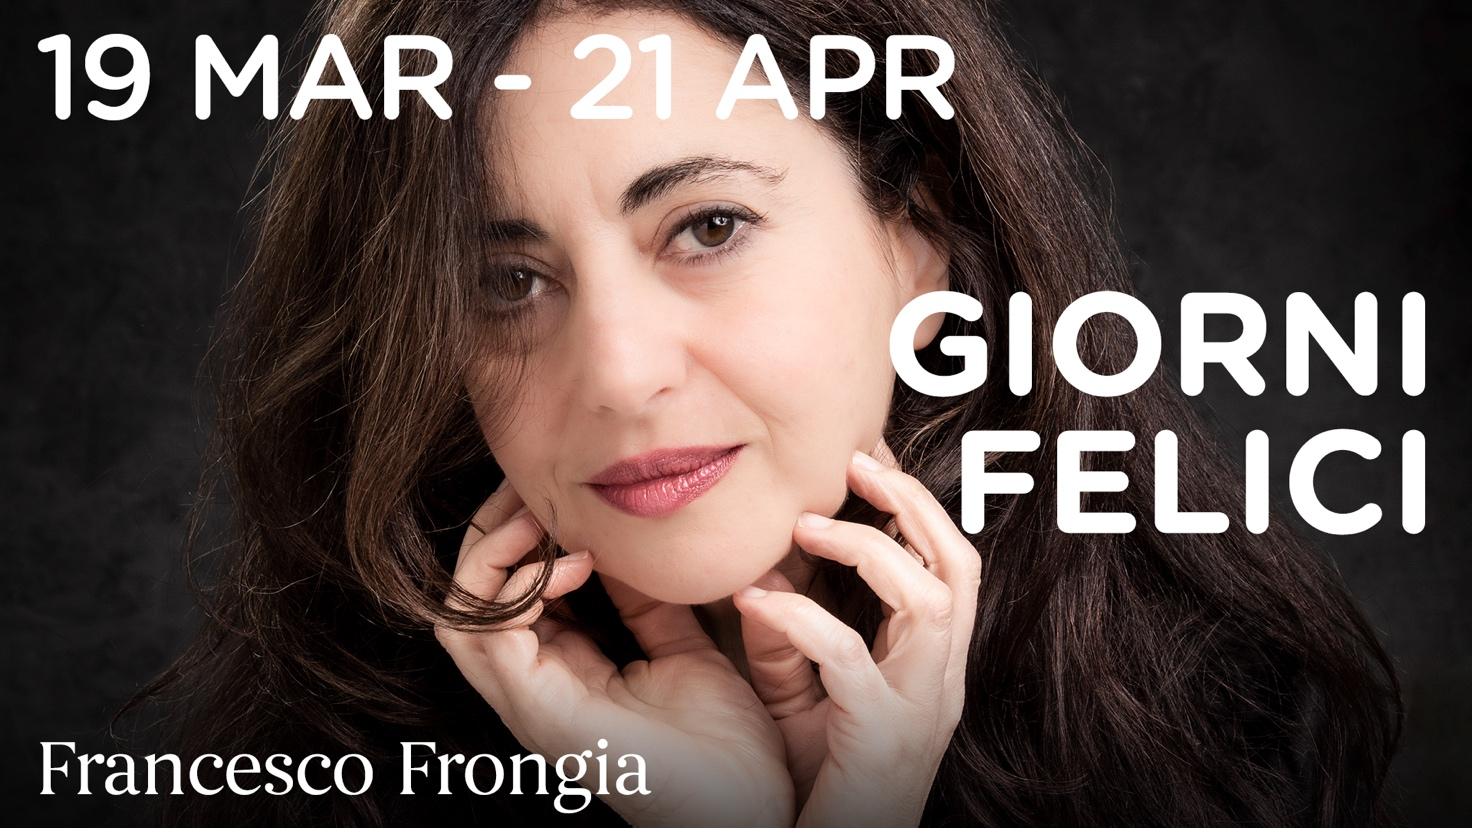 19 MAR - 21 APR
GIORNI
FELICI
Francesco Frongia